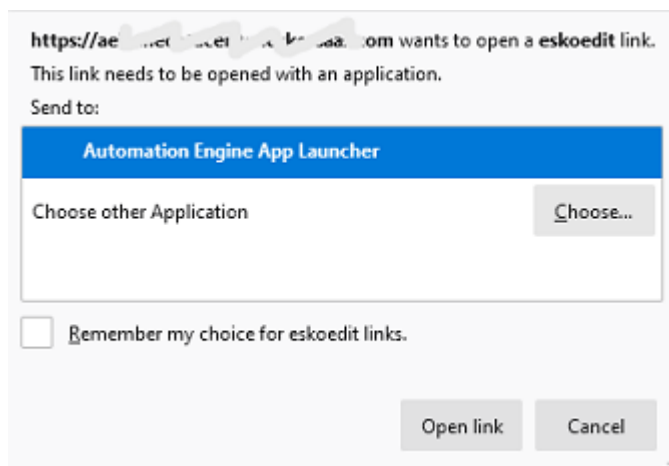 wants to open a eskoedit link.
This link needs to be opened with an application.
Send to:
Automation Engine App Launcher
Choose other Application
Choose...
Remember my choice for eskoedit links.
Open link
Cancel